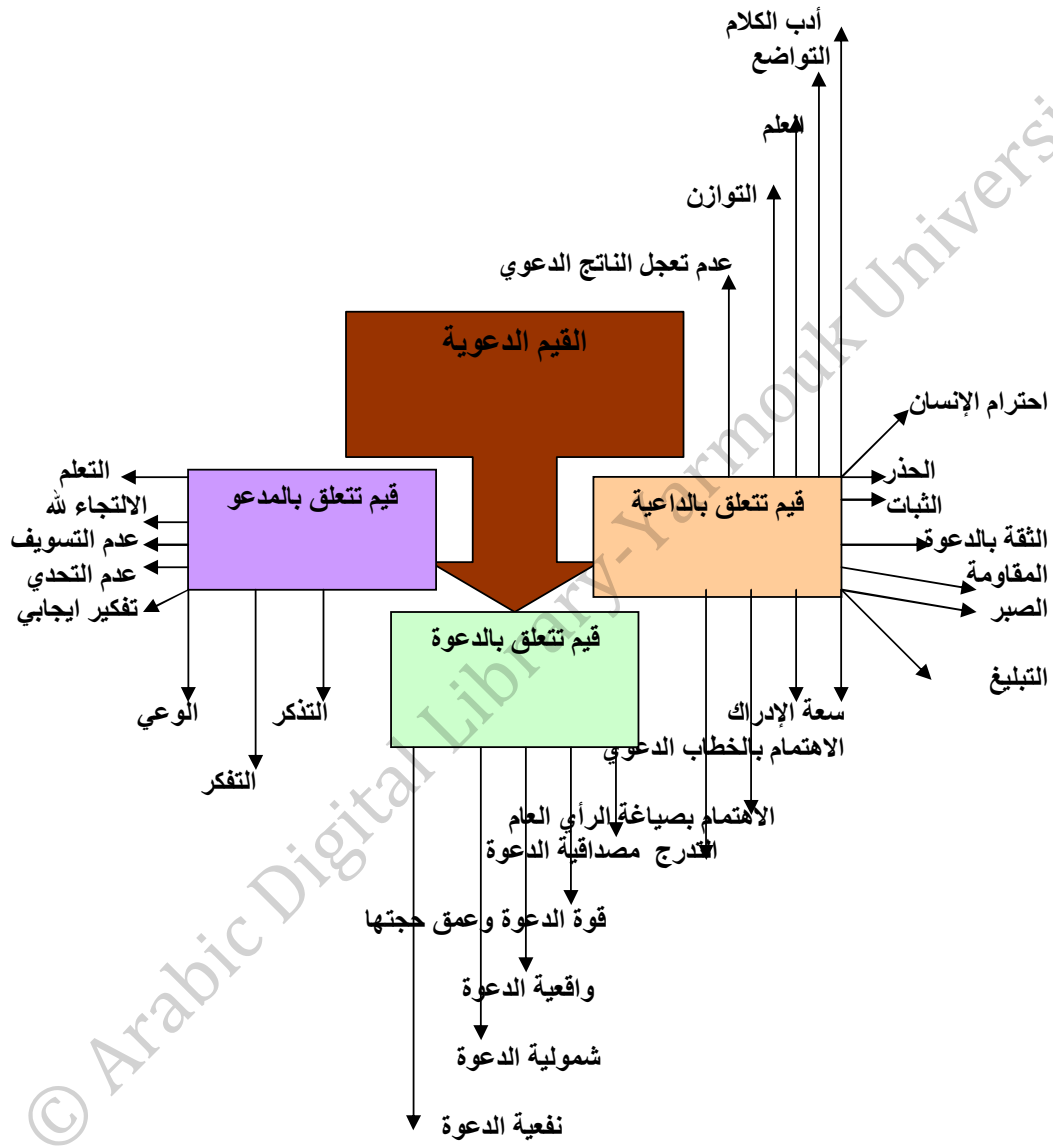 أدب الكلام
التواضع
العلم
التوازن
عدم تعجل الناتج الدعوي
القيم الدعوية
احترام الإنسان
الحذر
الثبات
الثقة بالدعوة
المقاومة
الصبر
التبليغ
قيم تتعلق بالداعية
قيم تتعلق بالمدعو
التعلم
الالتجاء لله
عدم التسويف
عدم التحدي
تفكير ايجابي
قيم تتعلق بالدعوة
سعة الإدراك
التذكر
الوعي
الاهتمام بالخطاب الدعوي
التفكر
الاهتمام بصياغة الرأي العام
التدرج مصداقية الدعوة
قوة الدعوة وعمق حجتها
واقعية الدعوة
شمولية الدعوة
نفعية الدعوة
© Arabic Digital Library-Yarmouk Universi